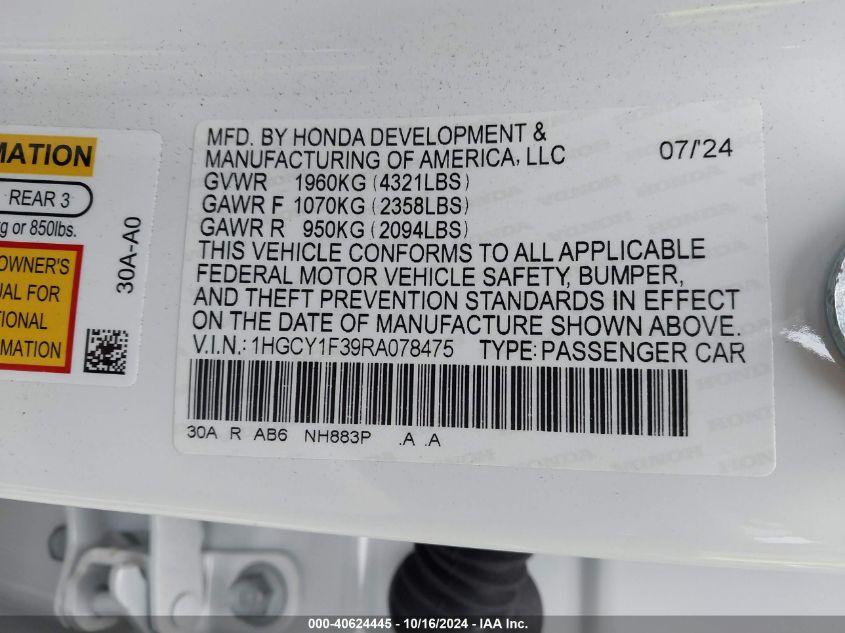 MATION
REAR 3
g or 850lbs.
OWNER'S
UAL FOR
TIONAL
RMATION
30A-A0
MFD. BY HONDA DEVELOPMENT &
MANUFACTURING OF AMERICA, LLC 07/'24
GVWR 1960KG (4321LBS)
GAWR F 1070KG (2358LBS)
GAWR R 950KG (2094LBS)
THIS VEHICLE CONFORMS TO ALL APPLICABLE
FEDERAL MOTOR VEHICLE SAFETY, BUMPER,
AND THEFT PREVENTION STANDARDS IN EFFECT
ON THE DATE OF MANUFACTURE SHOWN ABOVE.
V.I.N.: 1HGCY1F39RA078475 TYPE: PASSENGER CAR
30A R AB6 NH883P .A .A
000-40624445 - 10/16/2024 - IAA Inc.